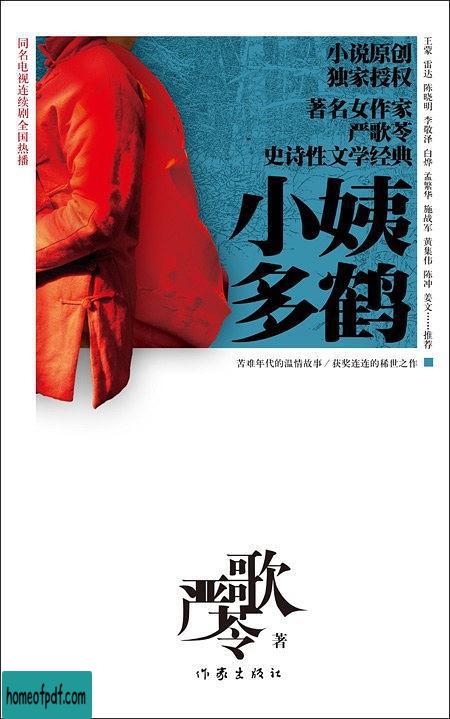 同名电视连续剧全国热播
小说原创
独家授权
著名女作家
严歌苓
史诗性文学经典
小姨
多鹤
王蒙 雷达 陈晓明 李敬泽 白烨 孟繁华 施战军 黄集伟 陈冲 姜文……推荐
苦难年代的温情故事／获奖连连的稀世之作
严歌苓 著
作家出版社
homeofpdf.com